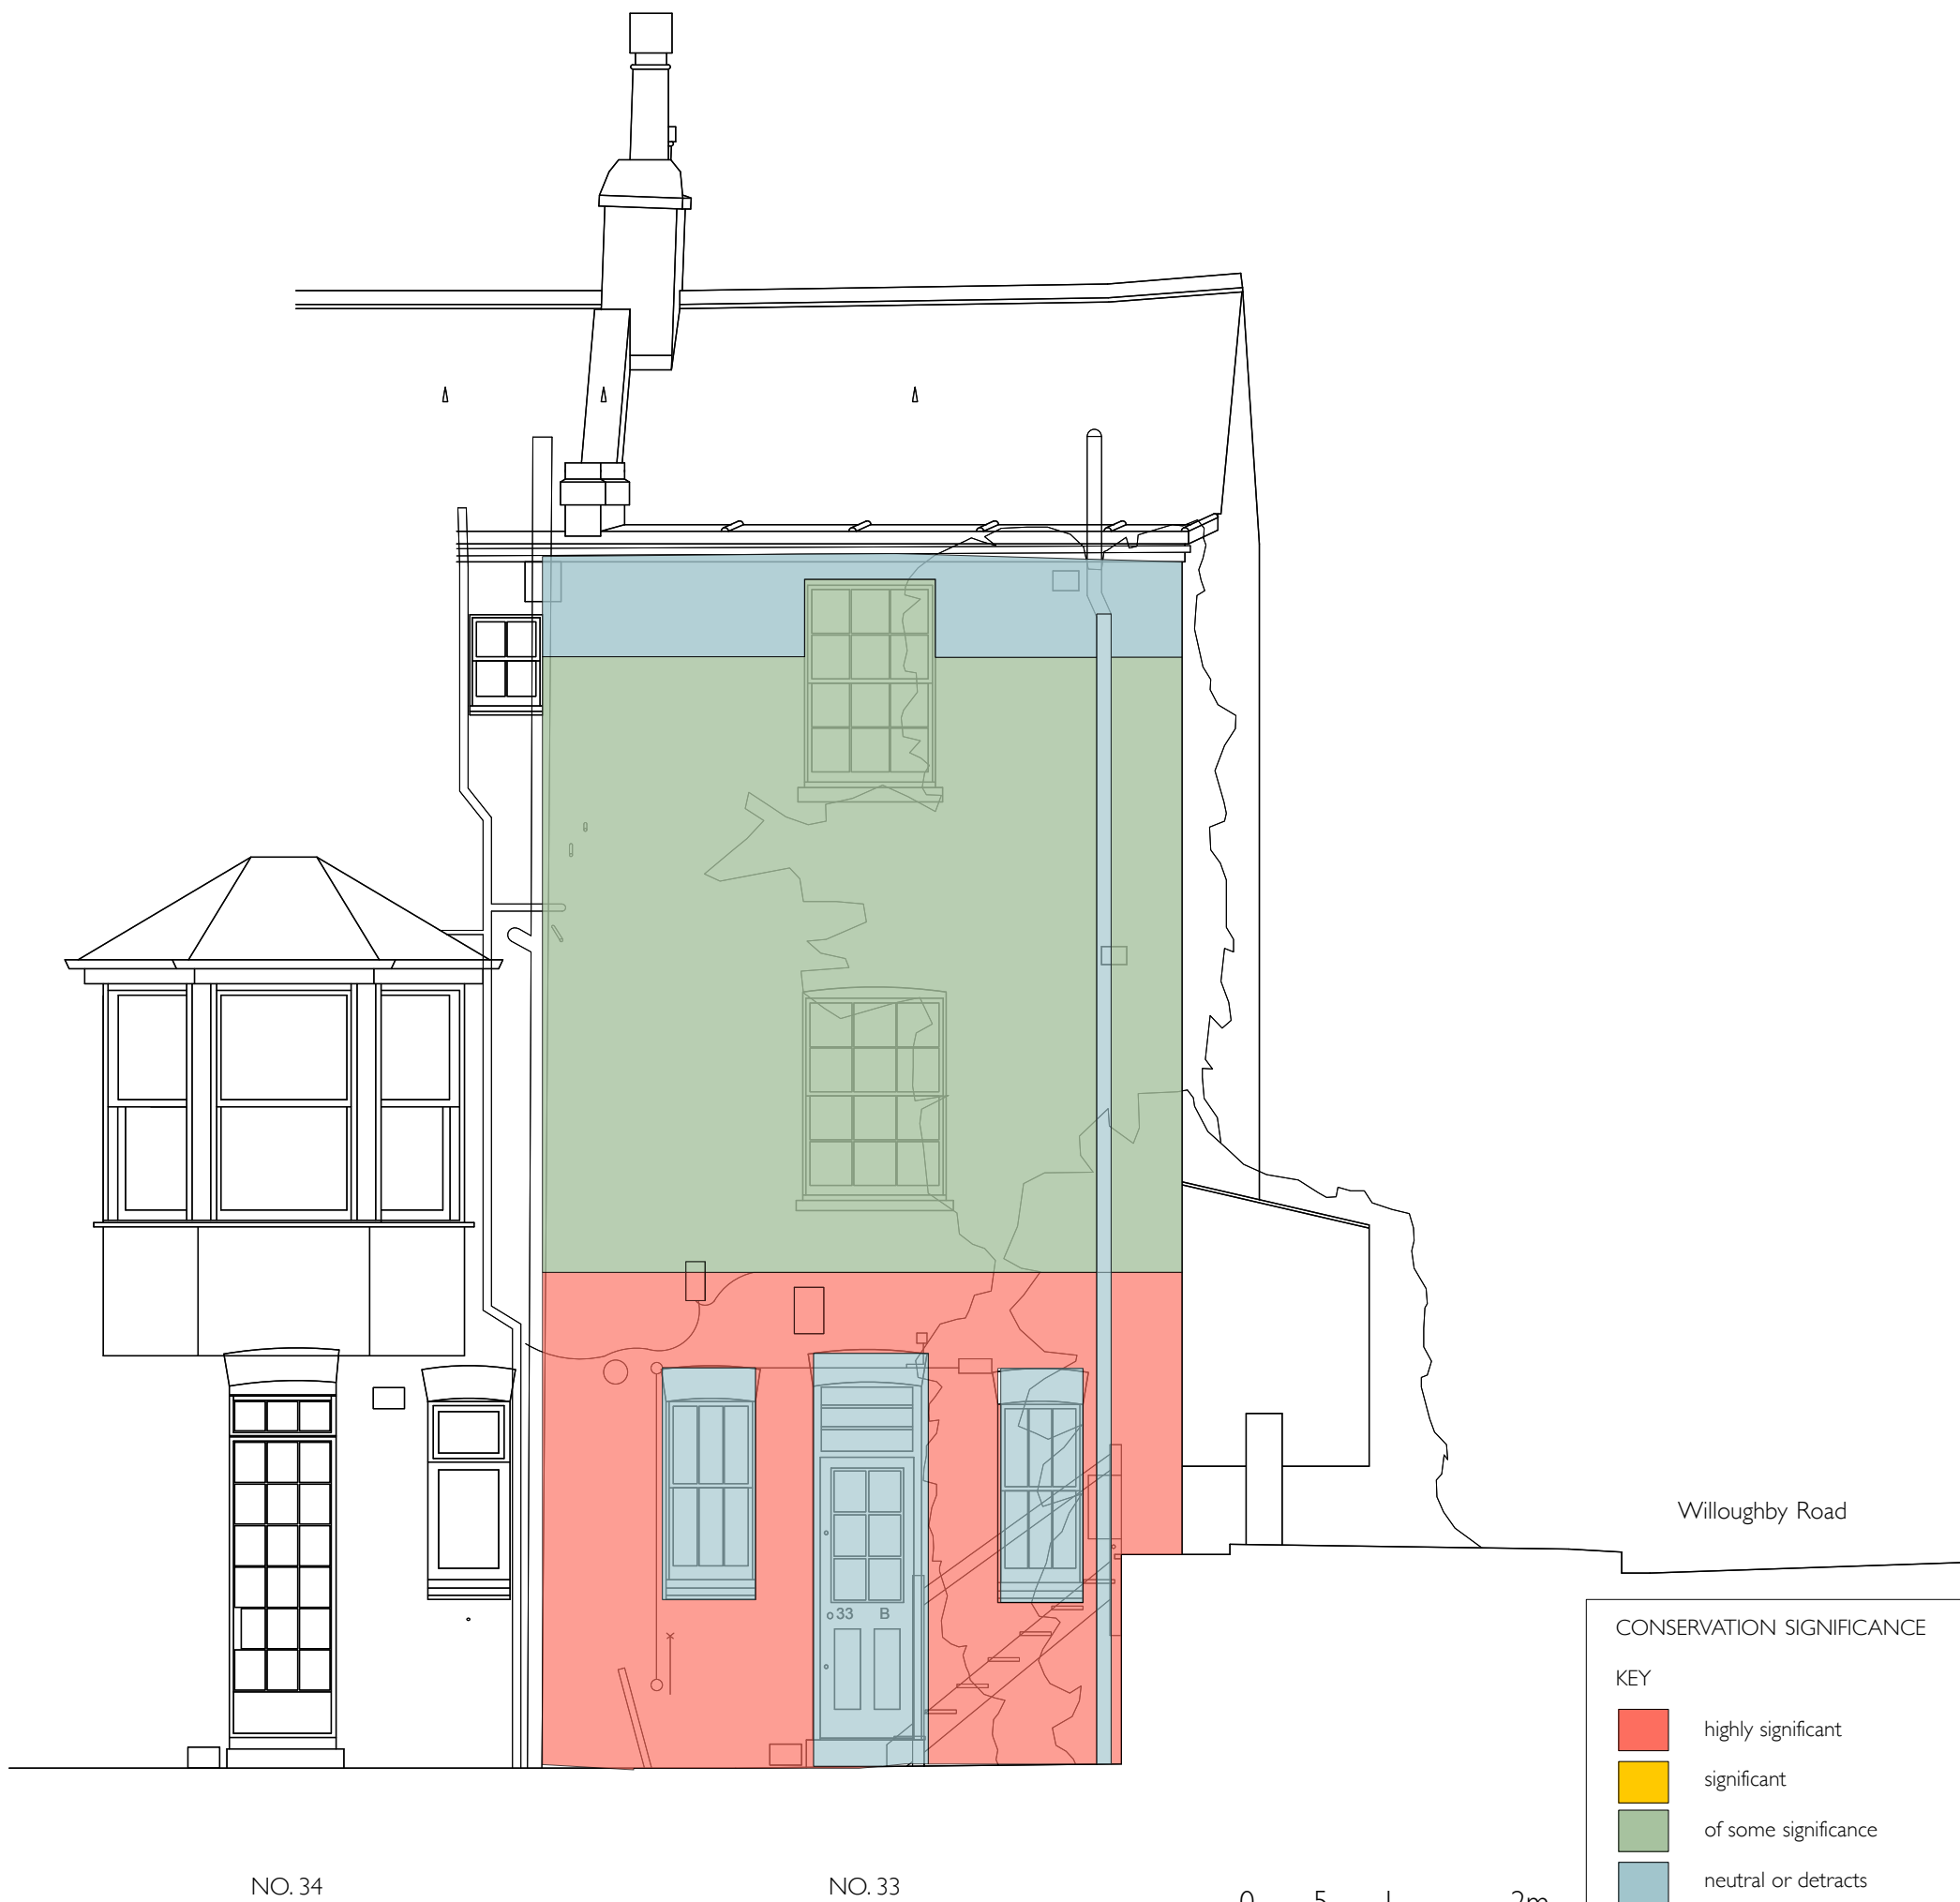 o 33 B
Willoughby Road
CONSERVATION SIGNIFICANCE
KEY
highly significant
significant
of some significance
neutral or detracts
NO. 34 NO. 33 0 5 1 2m